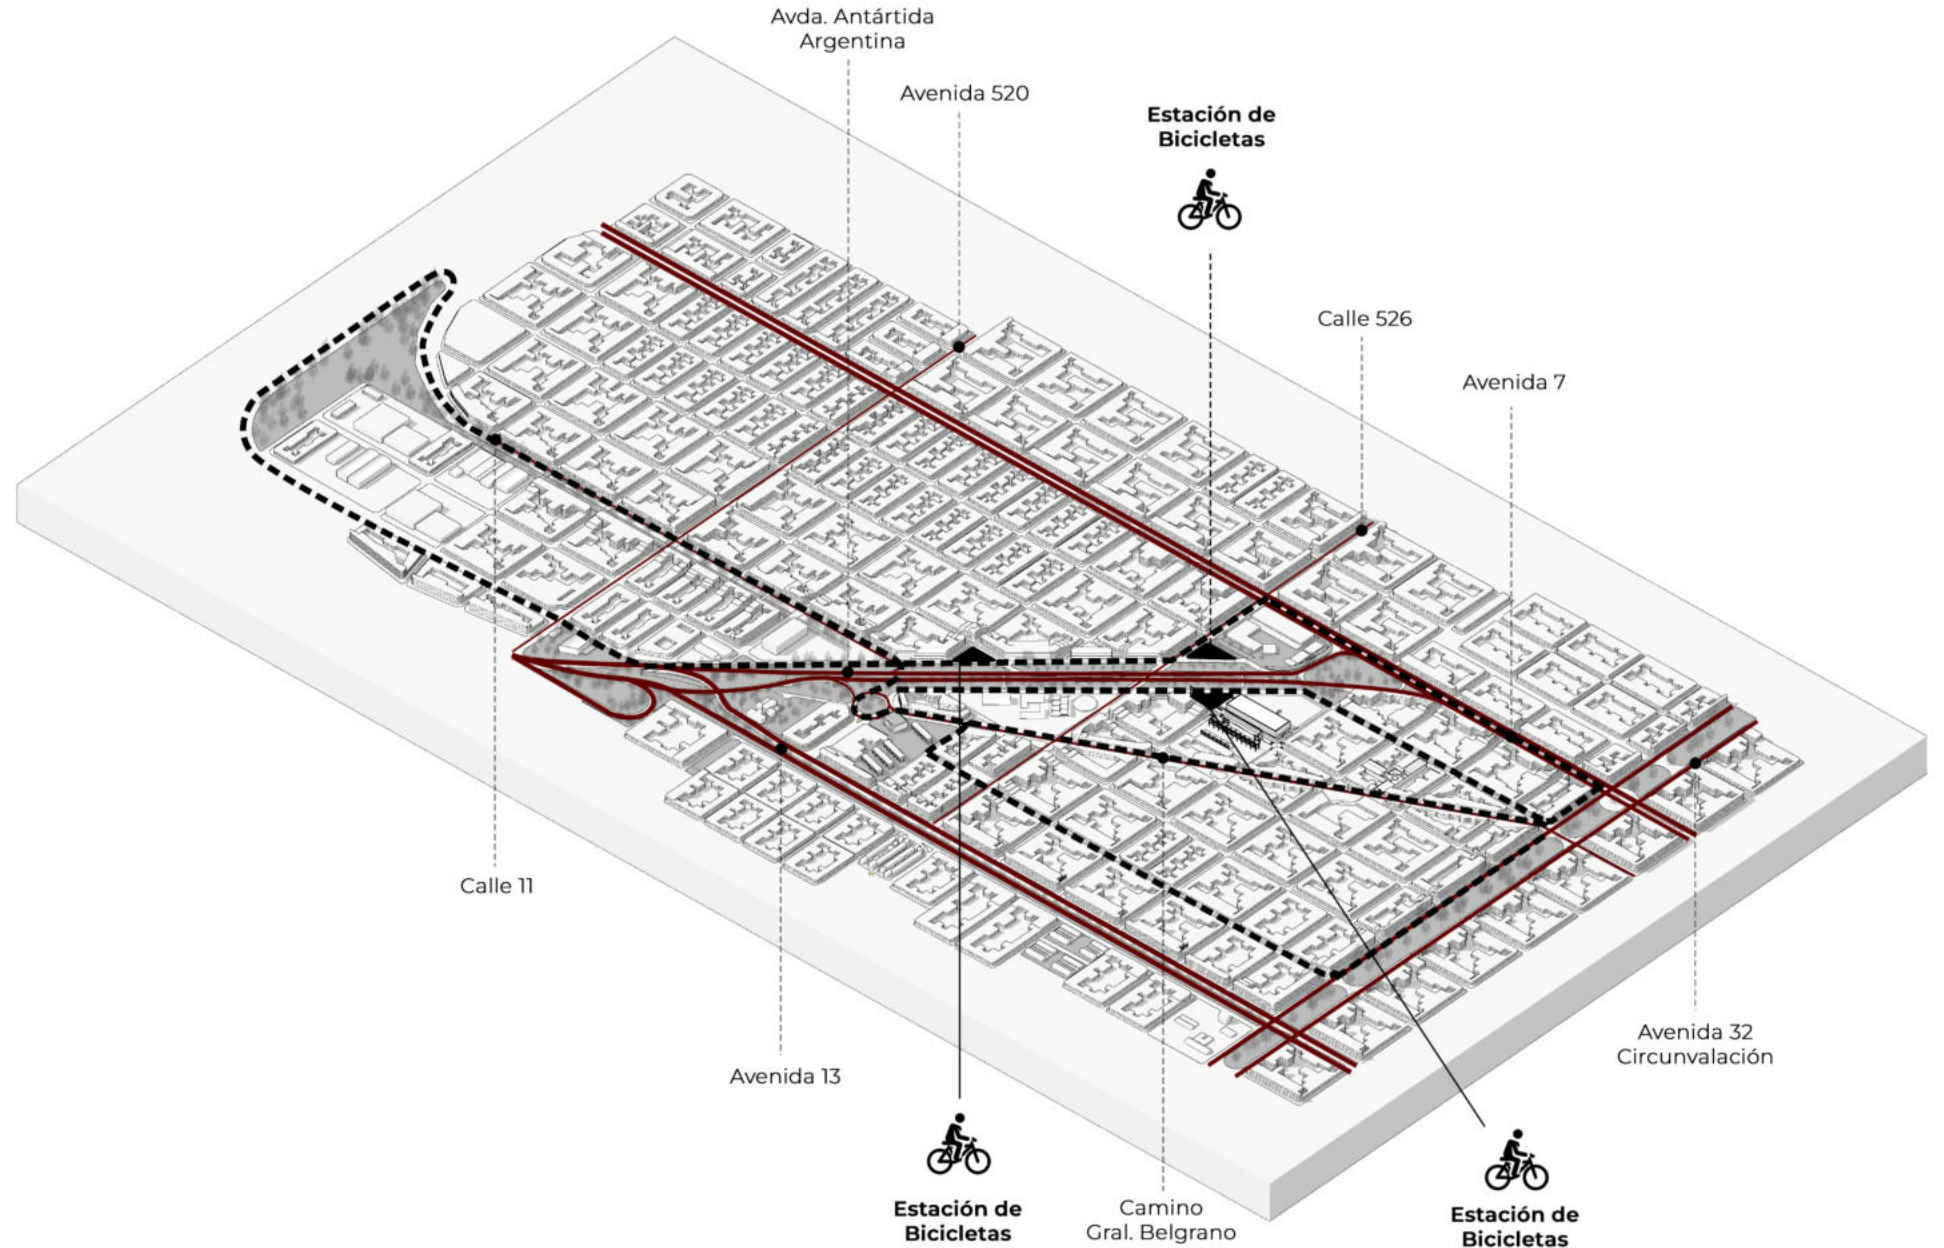 Avda. Antártida
Argentina
Avenida 520
Estación de
Bicicletas
Calle 526
Avenida 7
Calle 11
Avenida 13
Avenida 32
Circunvalación
Estación de
Bicicletas
Camino
Gral. Belgrano
Estación de
Bicicletas